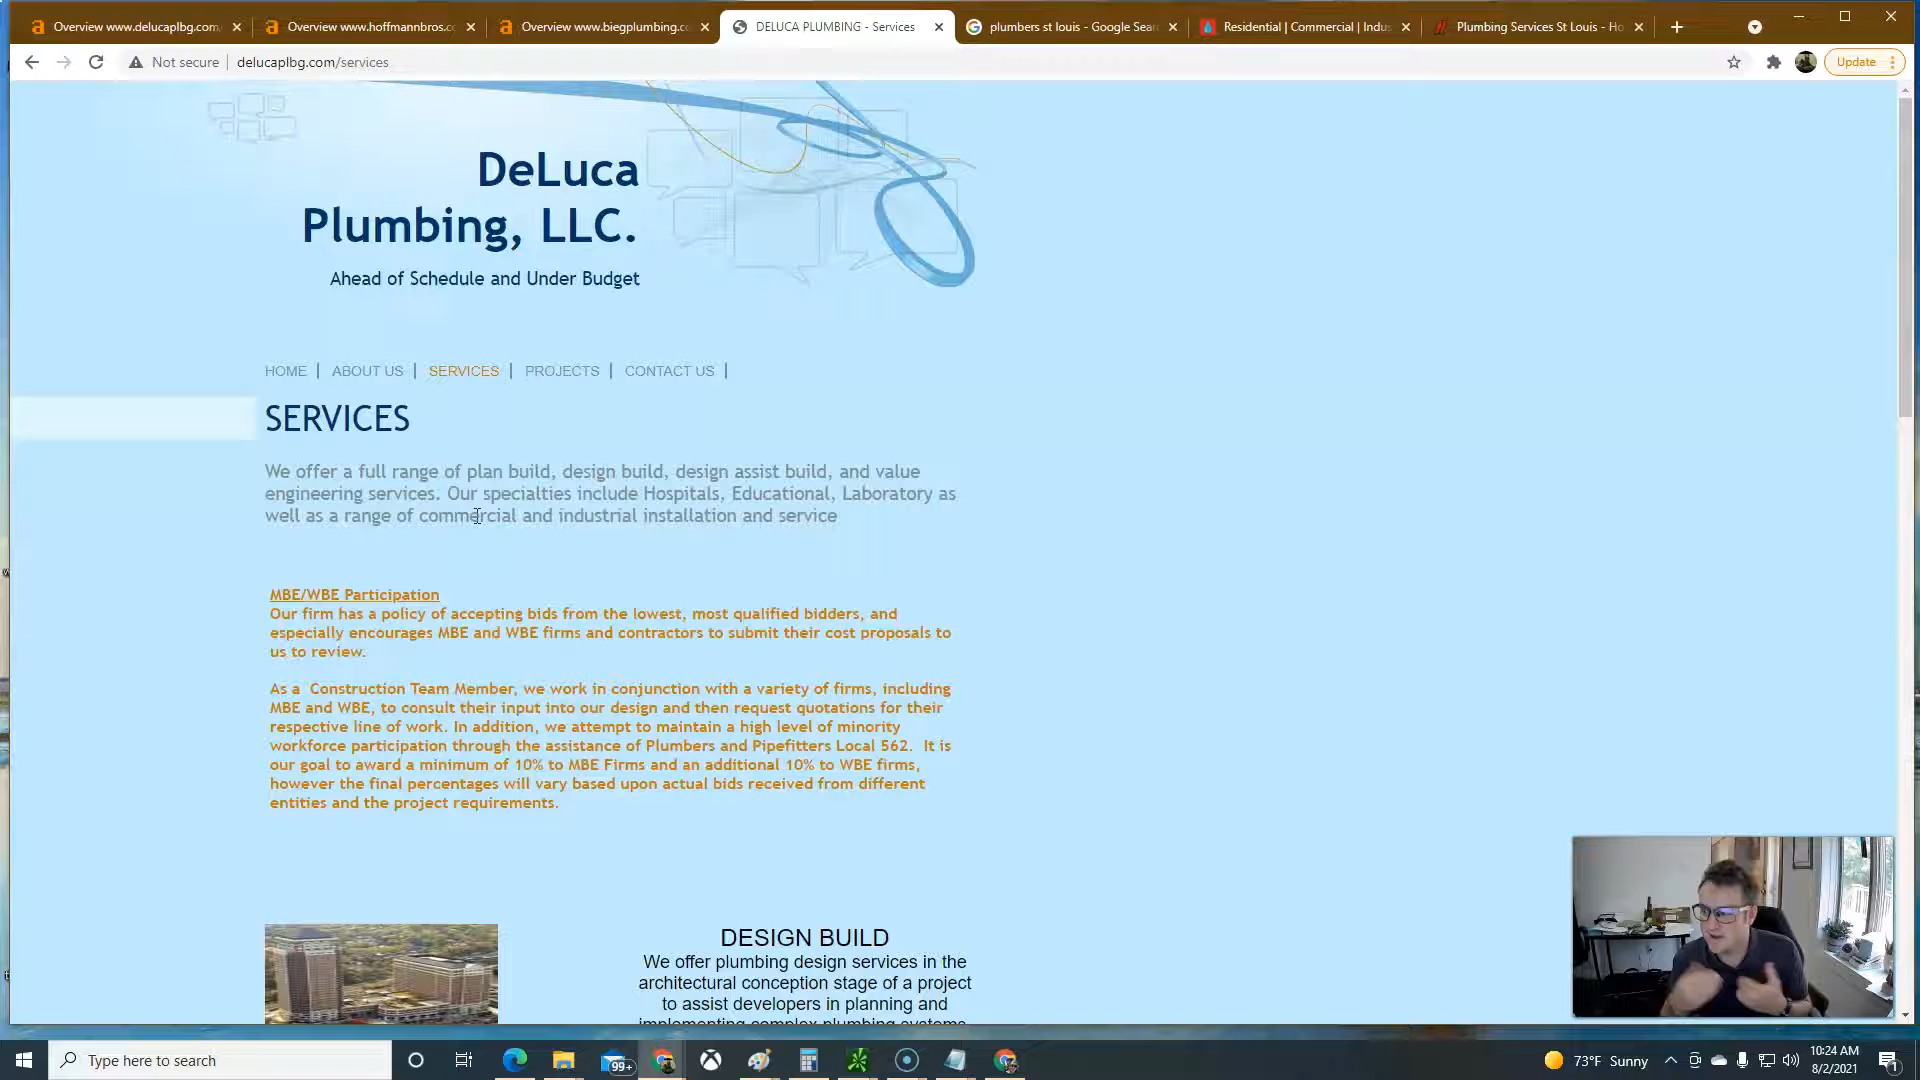 Overview www.delucaplbg.com
Overview www.hoffmannbros.c
Overview www.biegplumbing.c
DELUCA PLUMBING - Services
plumbers st louis - Google Sear
Residential | Commercial | Indus
Plumbing Services St Louis - Ho
Not secure
delucaplbg.com/services
Update
DeLuca
Plumbing, LLC.
Ahead of Schedule and Under Budget
HOME | ABOUT US | SERVICES | PROJECTS | CONTACT US |
SERVICES
We offer a full range of plan build, design build, design assist build, and value
engineering services. Our specialties include Hospitals, Educational, Laboratory as
well as a range of commercial and industrial installation and service
MBE/WBE Participation
Our firm has a policy of accepting bids from the lowest, most qualified bidders, and
especially encourages MBE and WBE firms and contractors to submit their cost proposals to
us to review.
As a Construction Team Member, we work in conjunction with a variety of firms, including
MBE and WBE, to consult their input into our design and then request quotations for their
respective line of work. In addition, we attempt to maintain a high level of minority
workforce participation through the assistance of Plumbers and Pipefitters Local 562. It is
our goal to award a minimum of 10% to MBE Firms and an additional 10% to WBE firms,
however the final percentages will vary based upon actual bids received from different
entities and the project requirements.
DESIGN BUILD
We offer plumbing design services in the
architectural conception stage of a project
to assist developers in planning and
implementing complex plumbing systems
Type here to search
99+
73°F Sunny
10:24 AM
8/2/2021
1